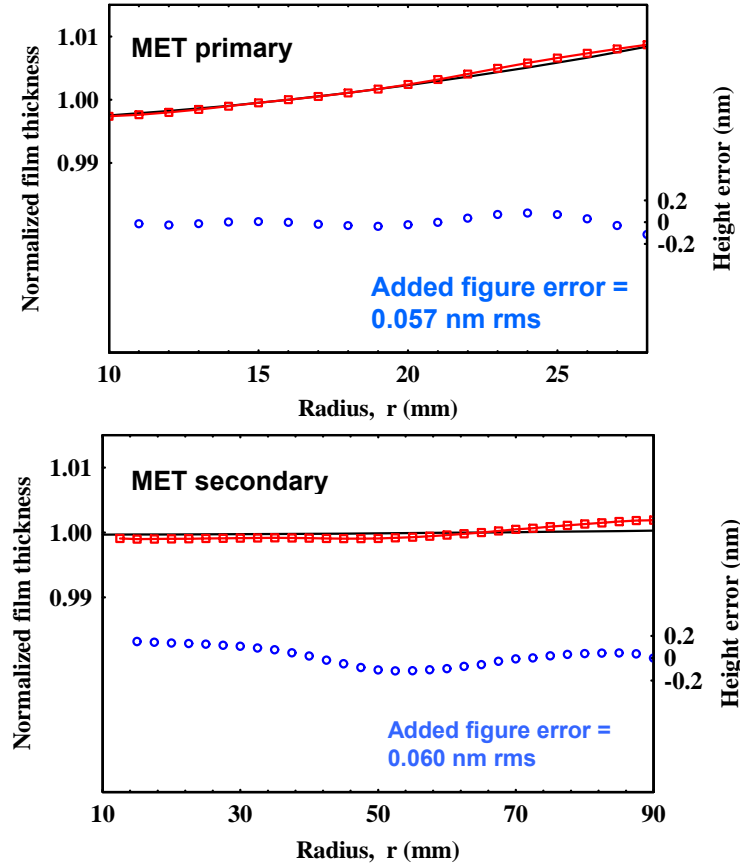 1.01
MET primary
1.00
0.99
Normalized film thickness
0.2
0
-0.2
Height error (nm)
Added figure error =
0.057 nm rms
10 15 20 25
Radius, r (mm)
1.01
MET secondary
1.00
0.99
Normalized film thickness
0.2
0
-0.2
Height error (nm)
Added figure error =
0.060 nm rms
10 30 50 70 90
Radius, r (mm)